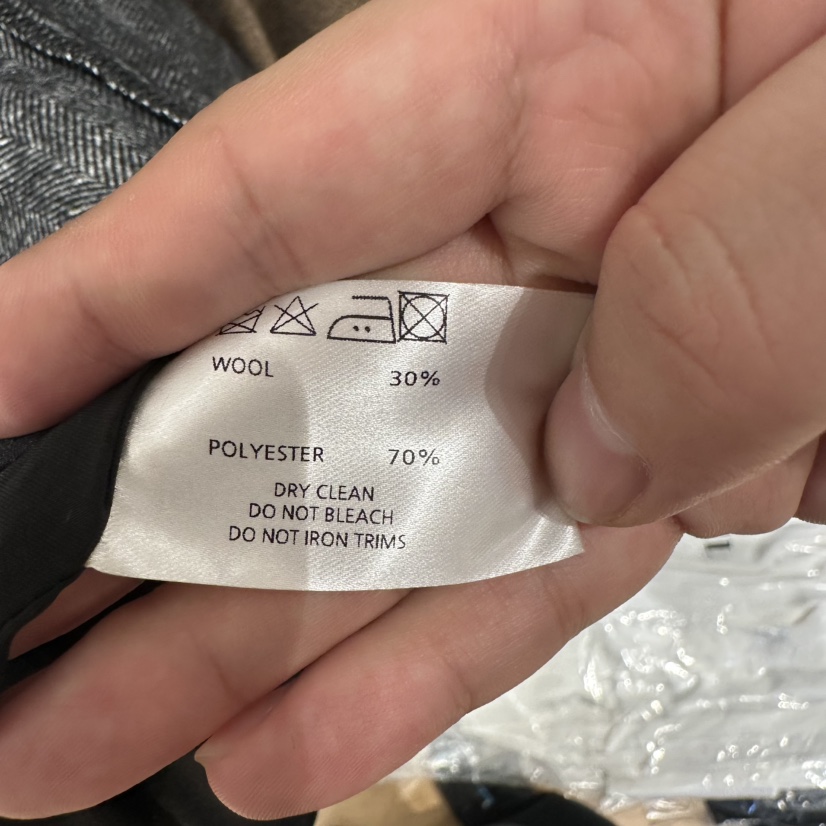 WOOL 30%
POLYESTER 70%
DRY CLEAN
DO NOT BLEACH
DO NOT IRON TRIMS